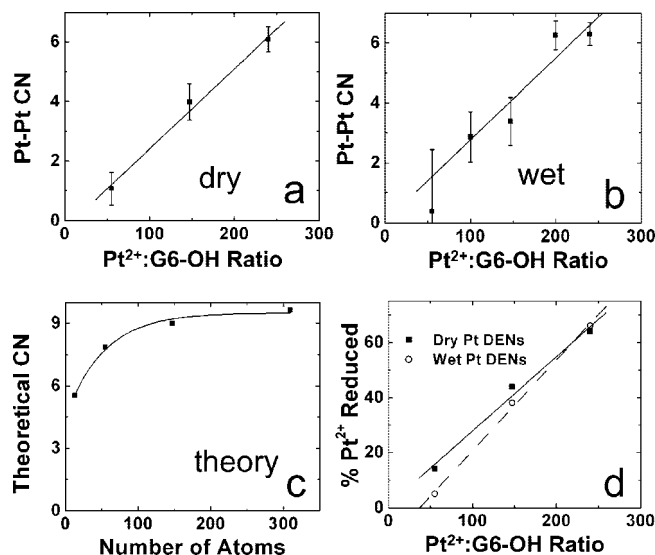 6
4
2
0
Pt-Pt CN
dry
a
0 100 200 300
Pt²⁺:G6-OH Ratio
6
4
2
0
Pt-Pt CN
wet
b
0 100 200 300
Pt²⁺:G6-OH Ratio
9
6
3
0
Theoretical CN
theory
c
0 100 200 300
Number of Atoms
60
40
20
0
% Pt²⁺ Reduced
Dry Pt DENs
Wet Pt DENs
d
0 100 200 300
Pt²⁺:G6-OH Ratio